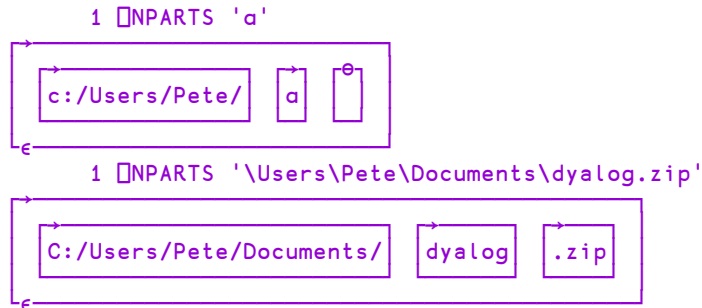 1 ⎕NPARTS 'a'
┌→────────────────────────────────┐
│ ┌→──────────────┐ ┌→┐ ┌⊖┐ │
│ │c:/Users/Pete/│ │a│ │ │ │
│ └───────────────┘ └─┘ └─┘ │
└∊────────────────────────────────┘
1 ⎕NPARTS '\Users\Pete\Documents\dyalog.zip'
┌→─────────────────────────────────────────────────┐
│ ┌→───────────────────────┐ ┌→─────┐ ┌→───┐ │
│ │C:/Users/Pete/Documents/│ │dyalog│ │.zip│ │
│ └────────────────────────┘ └──────┘ └────┘ │
└∊─────────────────────────────────────────────────┘